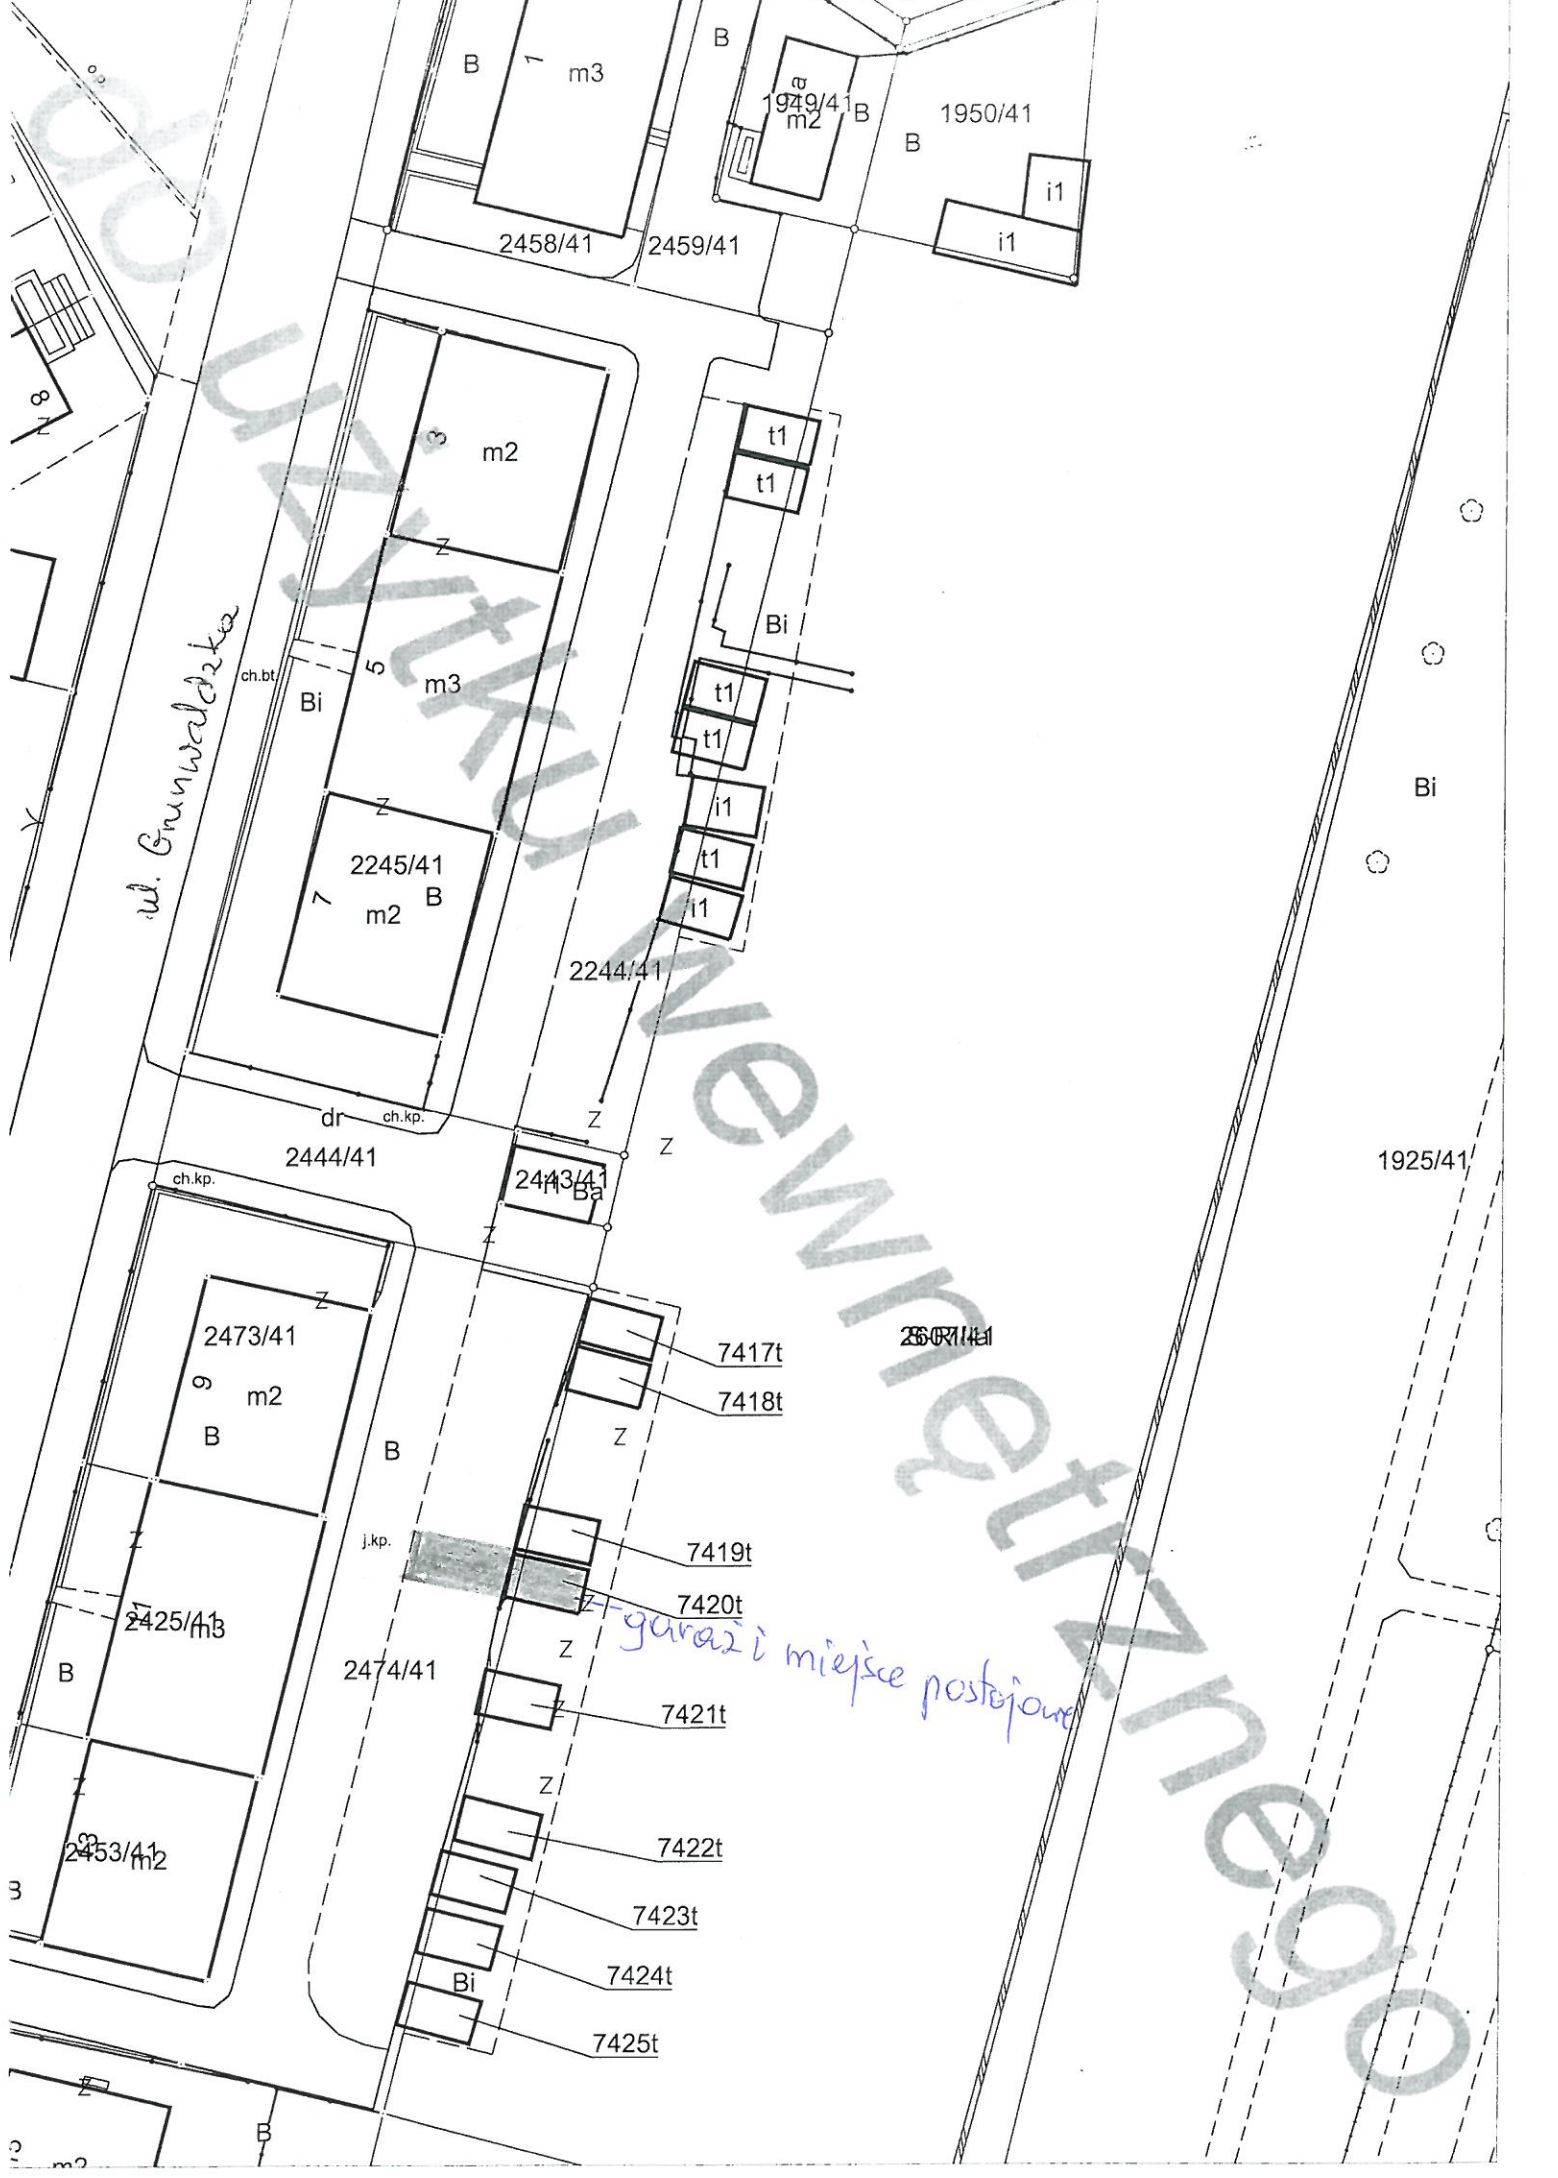 do użytku wewnętrznego
B
1
m3
B
1949/41
m2
B
1950/41
B
i1
i1
2458/41
2459/41
8
Z
3
m2
Z
t1
t1
Bi
ul. Grunwaldzka
ch.bt.
Bi
5
m3
t1
t1
i1
t1
i1
Z
2245/41
7
m2
B
Bi
2244/41
dr
ch.kp.
2444/41
ch.kp.
Z
Z
2443/41
Ba
Z
1925/41
Z
2473/41
9
m2
B
B
7417t
7418t
Z
j.kp.
7419t
7420t
Z
garaż i miejsce postojowe
Z
Z
2425/41
m3
B
2474/41
7421t
Z
Z
Z
2453/41
m2
B
7422t
7423t
7424t
Bi
7425t
Z
B
m2